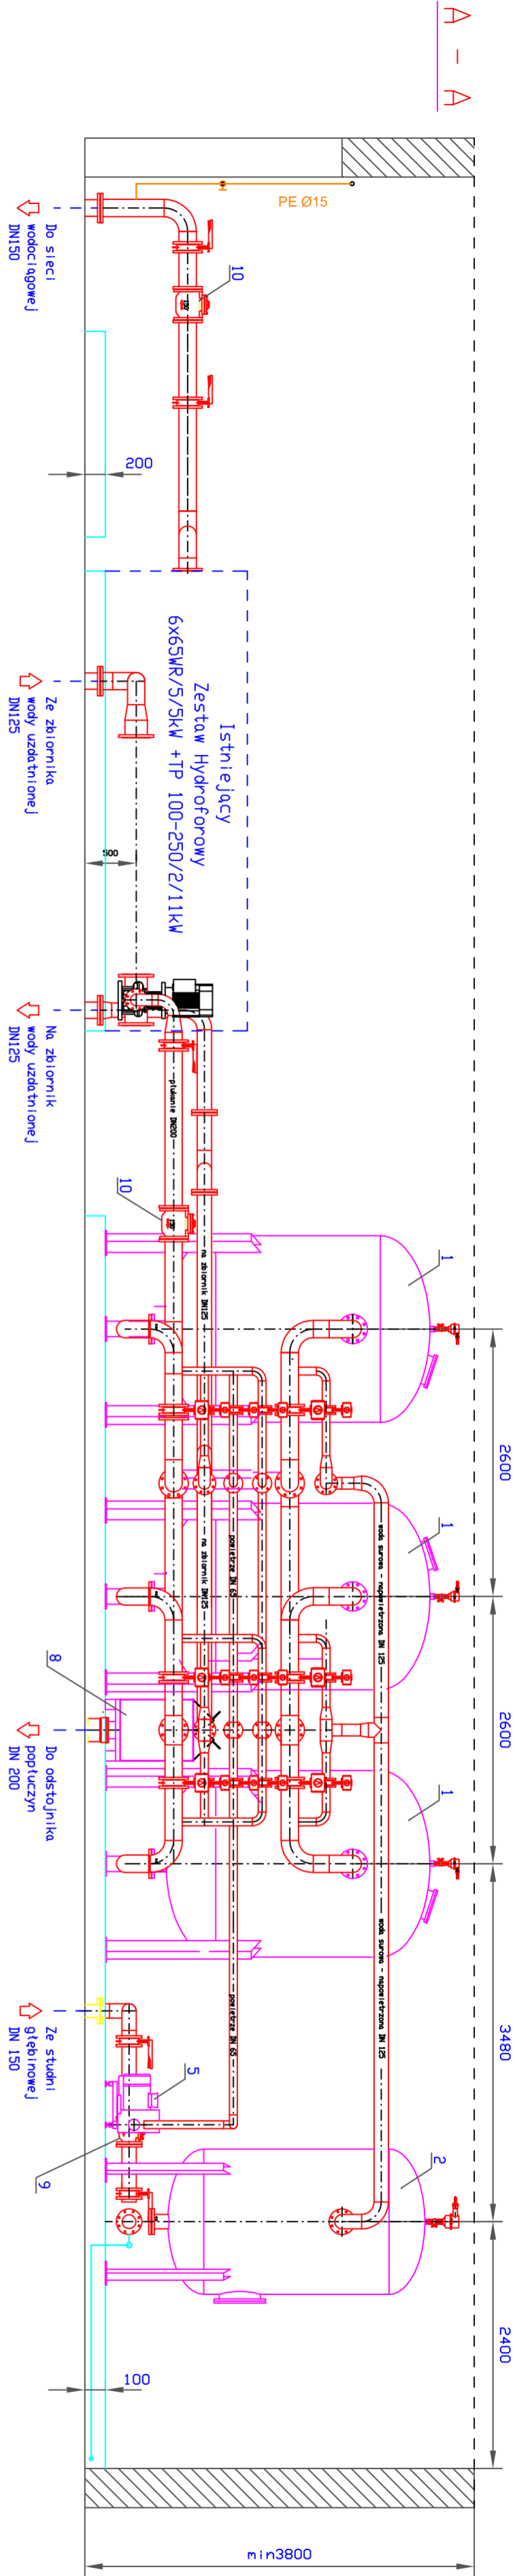 A - A
PE Ø15
10
Do sieci
wodociągowej
DN150
200
Istniejący
Zestaw Hydroforowy
6x65WR/5/5kW +TP 100-250/2/11kW
Ze zbiornika
wody uzdatnionej
DN125
500
Na zbiornik
wody uzdatnionej
DN125
płukanie DN200
10
na zbiornik DN125
1
2600
woda surowa - napowietrzona DN 125
powietrze DN 65
na zbiornik DN125
1
2600
8
Do odstojnika
popłuczyn
DN 200
1
woda surowa - napowietrzona DN 125
powietrze DN 65
3480
Ze studni
głębinowej
DN 150
5
9
2
2400
100
min3800